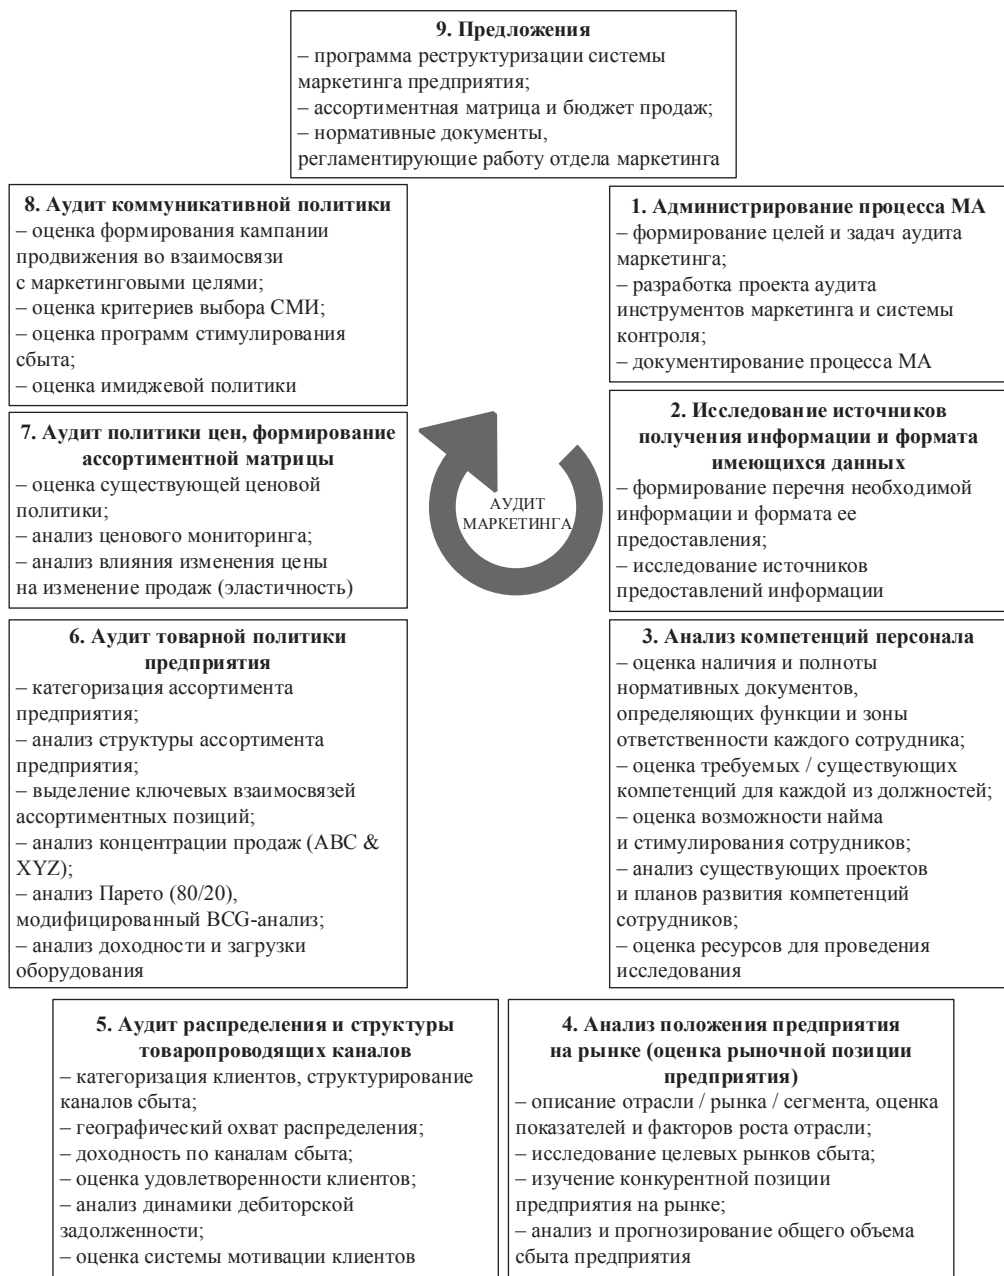 9. Предложения
– программа реструктуризации системы
маркетинга предприятия;
– ассортиментная матрица и бюджет продаж;
– нормативные документы,
регламентирующие работу отдела маркетинга
8. Аудит коммуникативной политики
– оценка формирования кампании
продвижения во взаимосвязи
с маркетинговыми целями;
– оценка критериев выбора СМИ;
– оценка программ стимулирования
сбыта;
– оценка имиджевой политики
1. Администрирование процесса МА
– формирование целей и задач аудита
маркетинга;
– разработка проекта аудита
инструментов маркетинга и системы
контроля;
– документирование процесса МА
7. Аудит политики цен, формирование
ассортиментной матрицы
– оценка существующей ценовой
политики;
– анализ ценового мониторинга;
– анализ влияния изменения цены
на изменение продаж (эластичность)
АУДИТ
МАРКЕТИНГА
2. Исследование источников
получения информации и формата
имеющихся данных
– формирование перечня необходимой
информации и формата ее
предоставления;
– исследование источников
предоставлений информации
6. Аудит товарной политики
предприятия
– категоризация ассортимента
предприятия;
– анализ структуры ассортимента
предприятия;
– выделение ключевых взаимосвязей
ассортиментных позиций;
– анализ концентрации продаж (ABC &
XYZ);
– анализ Парето (80/20),
модифицированный BCG-анализ;
– анализ доходности и загрузки
оборудования
3. Анализ компетенций персонала
– оценка наличия и полноты
нормативных документов,
определяющих функции и зоны
ответственности каждого сотрудника;
– оценка требуемых / существующих
компетенций для каждой из должностей;
– оценка возможности найма
и стимулирования сотрудников;
– анализ существующих проектов
и планов развития компетенций
сотрудников;
– оценка ресурсов для проведения
исследования
5. Аудит распределения и структуры
товаропроводящих каналов
– категоризация клиентов, структурирование
каналов сбыта;
– географический охват распределения;
– доходность по каналам сбыта;
– оценка удовлетворенности клиентов;
– анализ динамики дебиторской
задолженности;
– оценка системы мотивации клиентов
4. Анализ положения предприятия
на рынке (оценка рыночной позиции
предприятия)
– описание отрасли / рынка / сегмента, оценка
показателей и факторов роста отрасли;
– исследование целевых рынков сбыта;
– изучение конкурентной позиции
предприятия на рынке;
– анализ и прогнозирование общего объема
сбыта предприятия